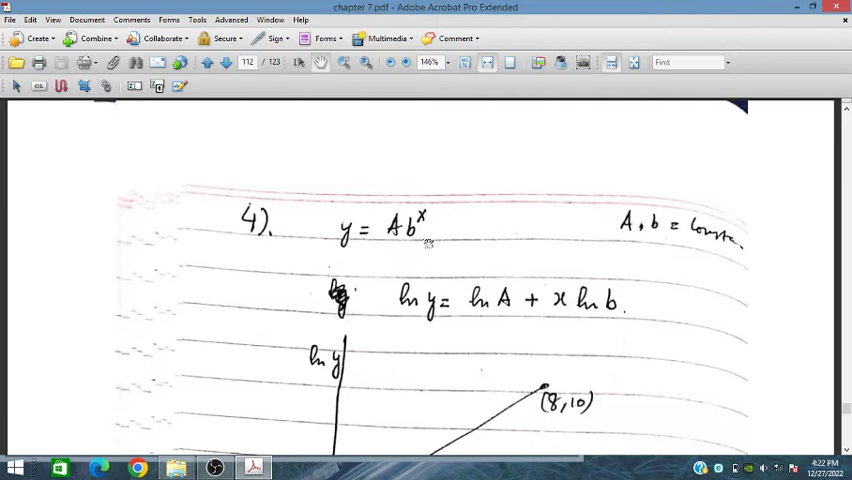 chapter 7.pdf - Adobe Acrobat Pro Extended
File Edit View Document Comments Forms Tools Advanced Window Help
Create Combine Collaborate Secure Sign Forms Multimedia Comment
112 / 123 146% Find
4). y = Ab^x A, b = Consta.
ln y = ln A + x ln b.
ln y
(8,10)
4:22 PM
12/27/2022